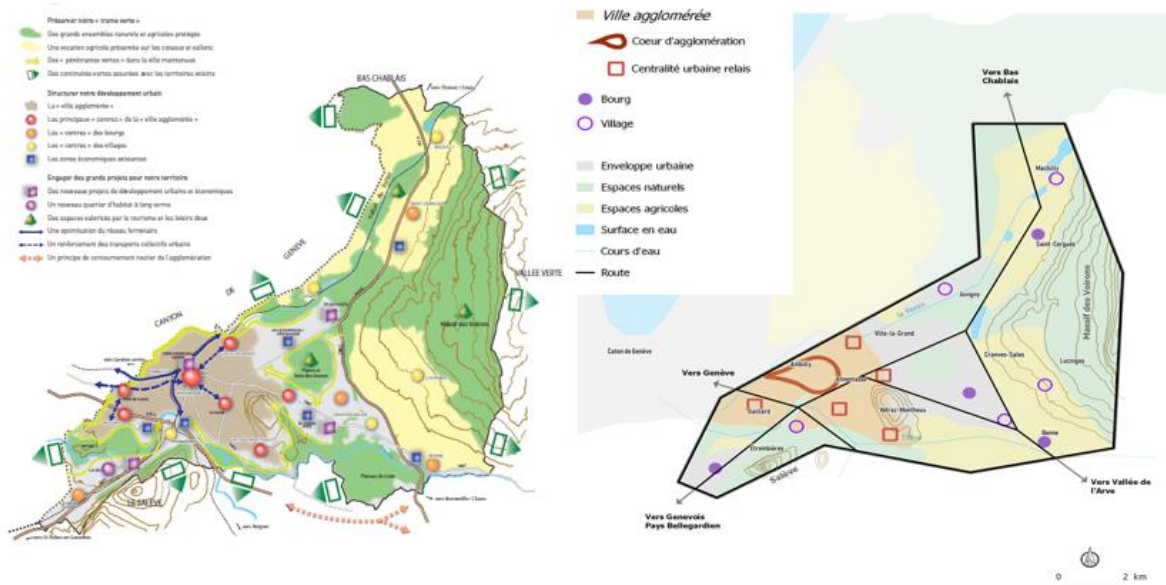 Préserver notre « trame verte »
Des grands ensembles naturels et agricoles protégés
Une vocation agricole préservée sur les coteaux et vallons
Des « pénétrantes vertes » dans la ville maintenues
Des continuités vertes assurées avec les territoires voisins
Structurer notre développement urbain
La « ville agglomérée »
Les principaux « centres » de la « ville agglomérée »
Les « centres » des bourgs
Les « centres » des villages
Les zones économiques existantes
Engager des grands projets pour notre territoire
Des nouveaux projets de développement urbains et économiques
Un nouveau quartier d'habitat à long terme
Des espaces valorisés par le tourisme et les loisirs doux
Une optimisation du réseau ferroviaire
Un renforcement des transports collectifs urbains
Un principe de contournement routier de l'agglomération
BAS CHABLAIS
VALLEE VERTE
GENEVE
DE
CANTON
Massif des Voirons
LE SALEVE
Ville agglomérée
Coeur d'agglomération
Centralité urbaine relais
Bourg
Village
Enveloppe urbaine
Espaces naturels
Espaces agricoles
Surface en eau
Cours d'eau
Route
Vers Bas
Chablais
Machilly
Saint-Cergues
Massif des Voirons
Juvigny
Ville-la-Grand
Canton de Genève
Cranves-Sales
Lucinges
Ambilly
Annemasse
Vers Genève
Gaillard
Vétraz-Monthoux
Bonne
Etrembières
Salève
Vers Vallée de
l'Arve
Vers Genevois
Pays Bellegardien
0 2 km